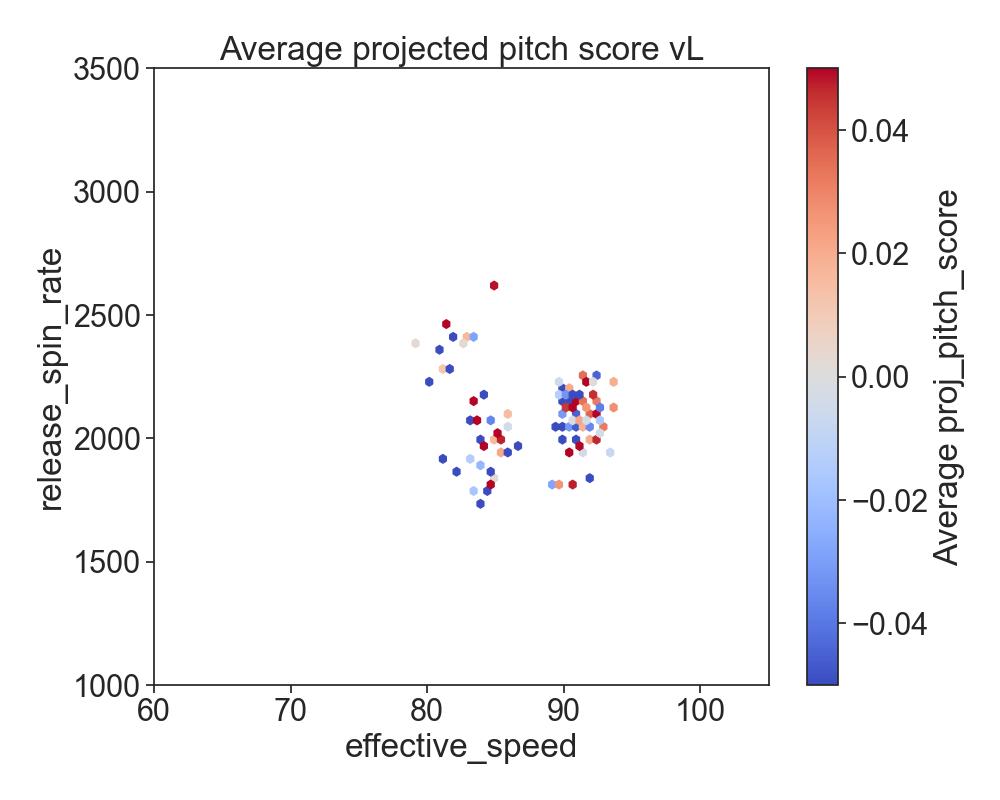 Average projected pitch score vL
3500
3000
2500
2000
1500
1000
release_spin_rate
60 70 80 90 100
effective_speed
0.04
0.02
0.00
−0.02
−0.04
Average proj_pitch_score